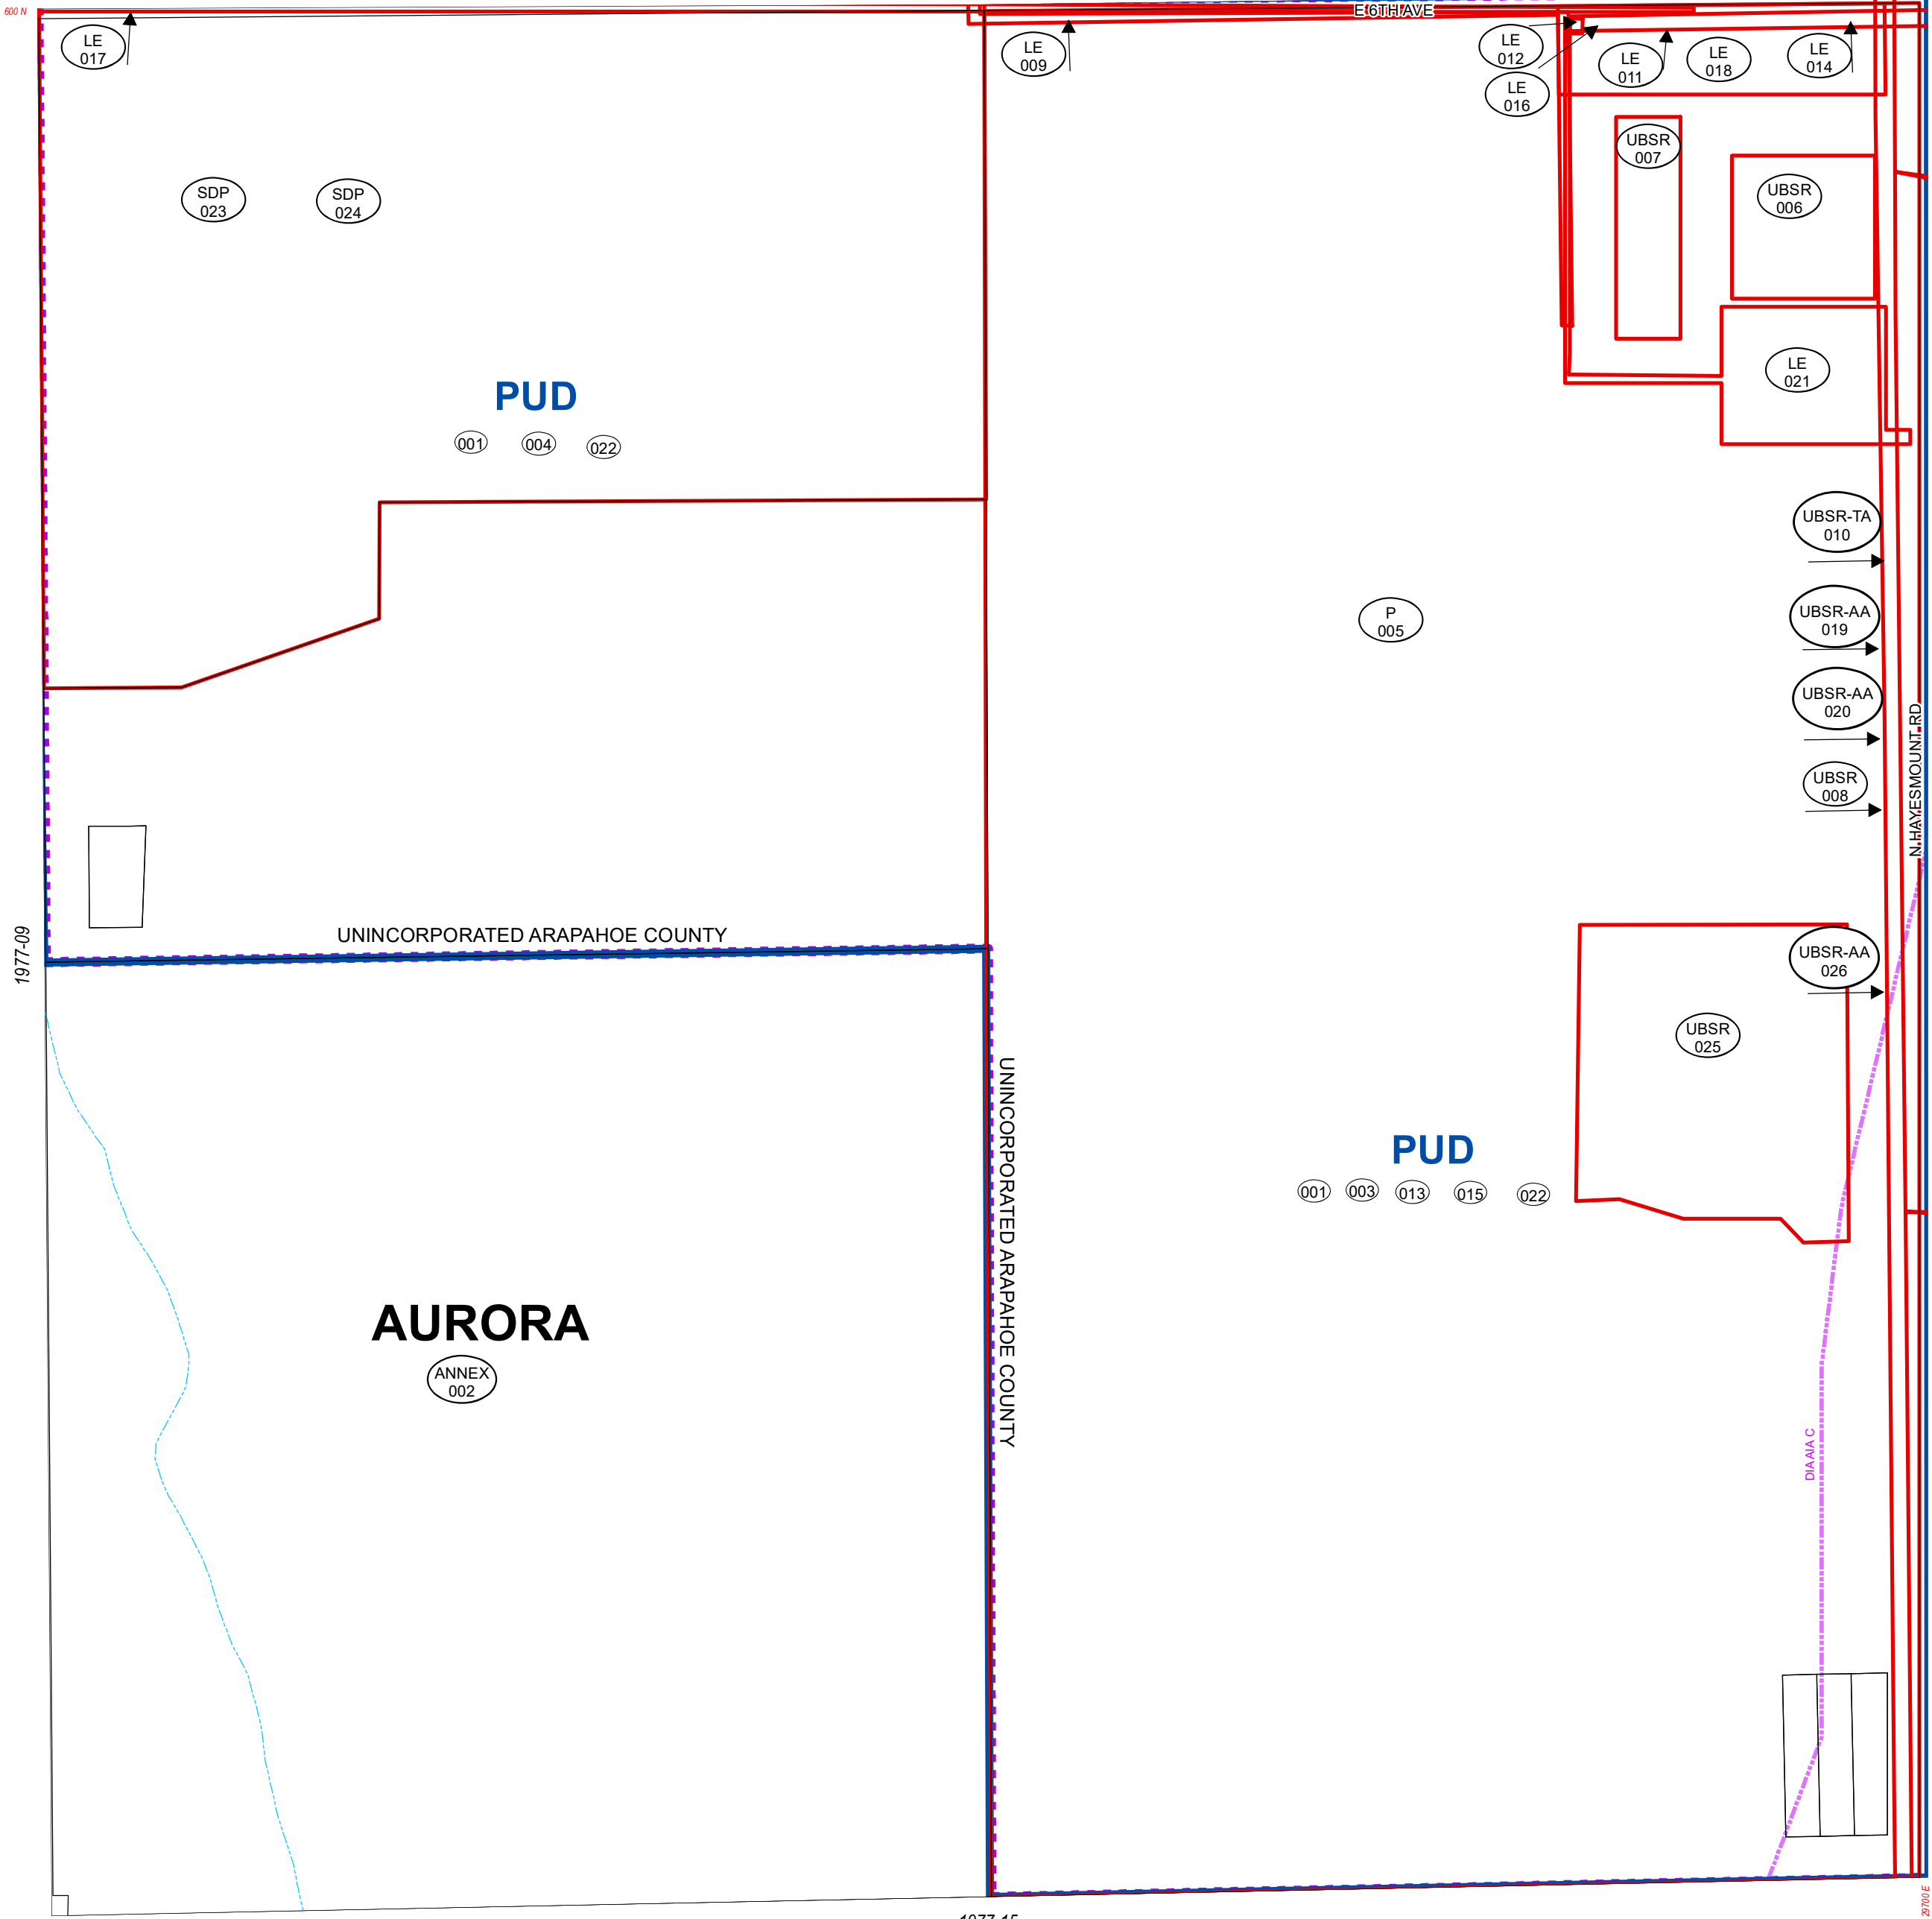 600 N
E 6TH AVE
LE
017
LE
009
LE
012
LE
016
LE
011
LE
018
LE
014
UBSR
007
UBSR
006
SDP
023
SDP
024
LE
021
PUD
001 004 022
UBSR-TA
010
P
005
UBSR-AA
019
UBSR-AA
020
UBSR
008
N HAYESMOUNT RD
UNINCORPORATED ARAPAHOE COUNTY
19777-09
UBSR-AA
026
UBSR
025
UNINCORPORATED ARAPAHOE COUNTY
PUD
001 003 013 015 022
AURORA
ANNEX
002
DIA AIA C
29700 E